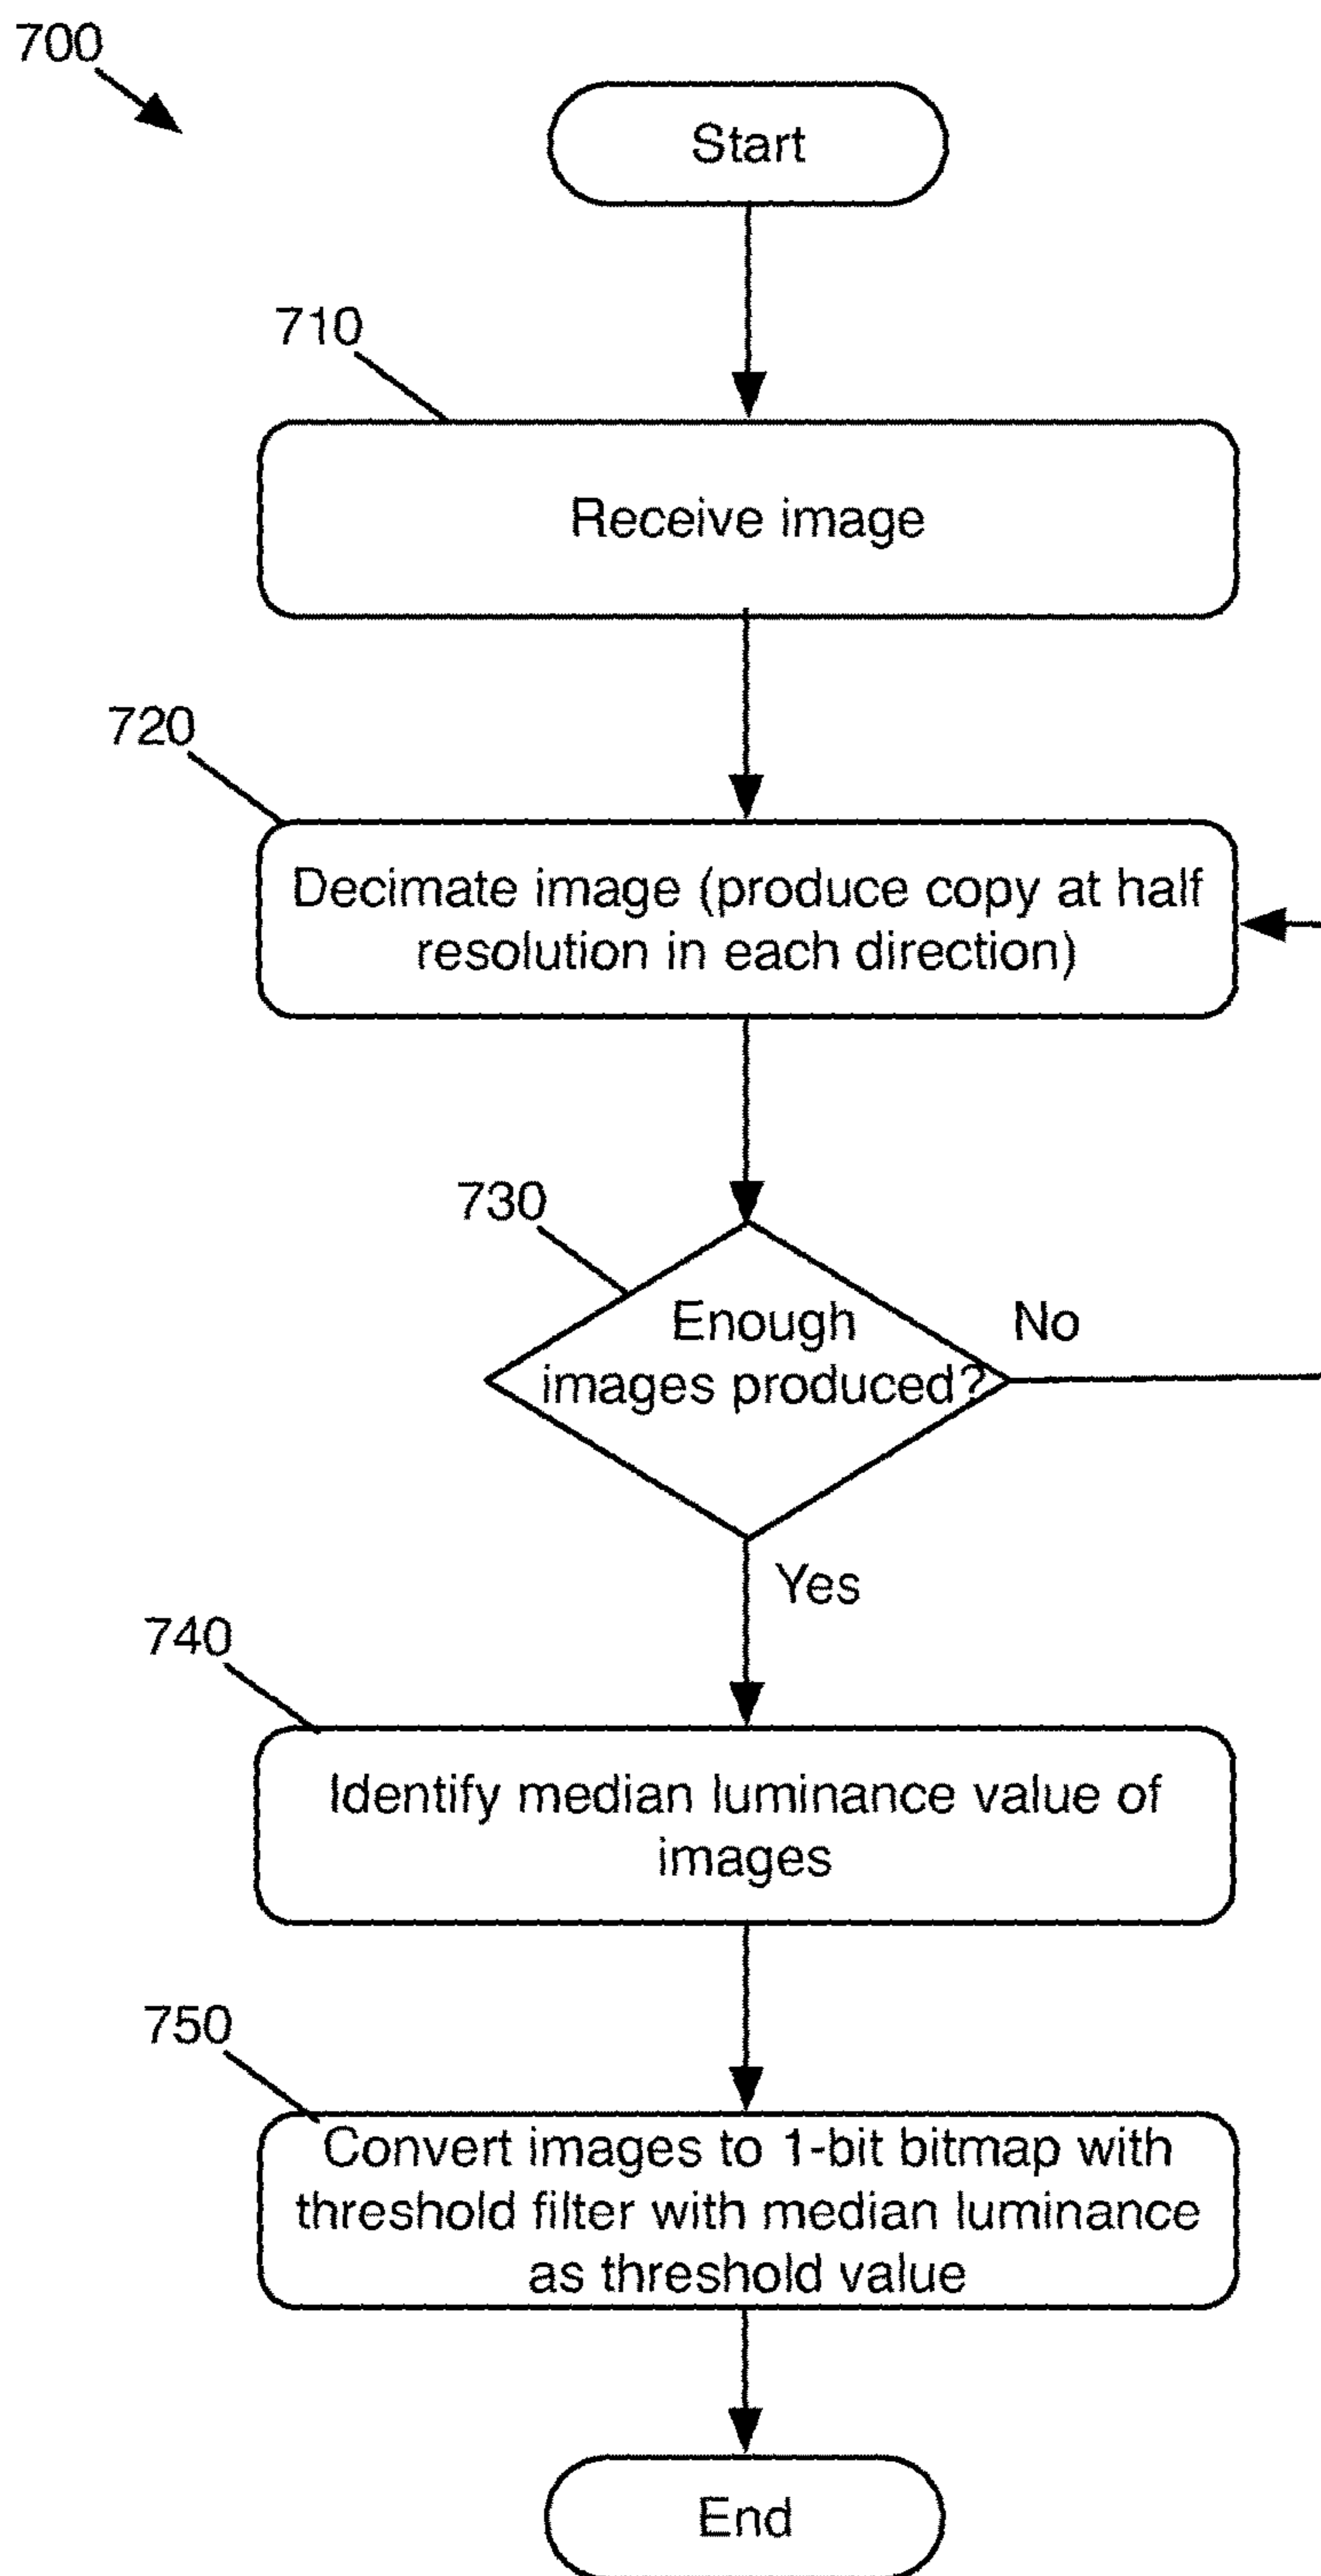 700
Start
710
Receive image
720
Decimate image (produce copy at half
resolution in each direction)
730
Enough
images produced?
No
Yes
740
Identify median luminance value of
images
750
Convert images to 1-bit bitmap with
threshold filter with median luminance
as threshold value
End